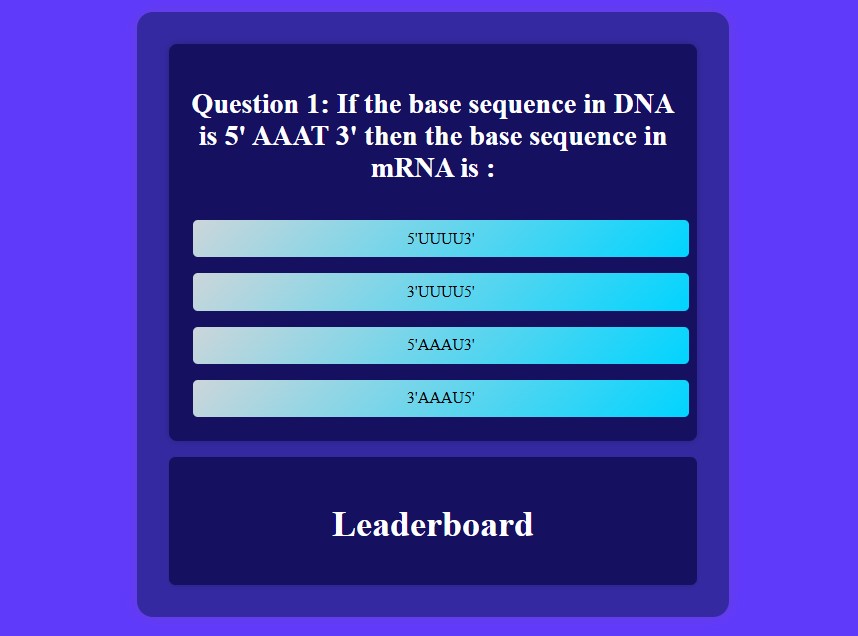 Question 1: If the base sequence in DNA
is 5' AAAT 3' then the base sequence in
mRNA is :
5'UUUU3'
3'UUUU5'
5'AAAU3'
3'AAAU5'
Leaderboard